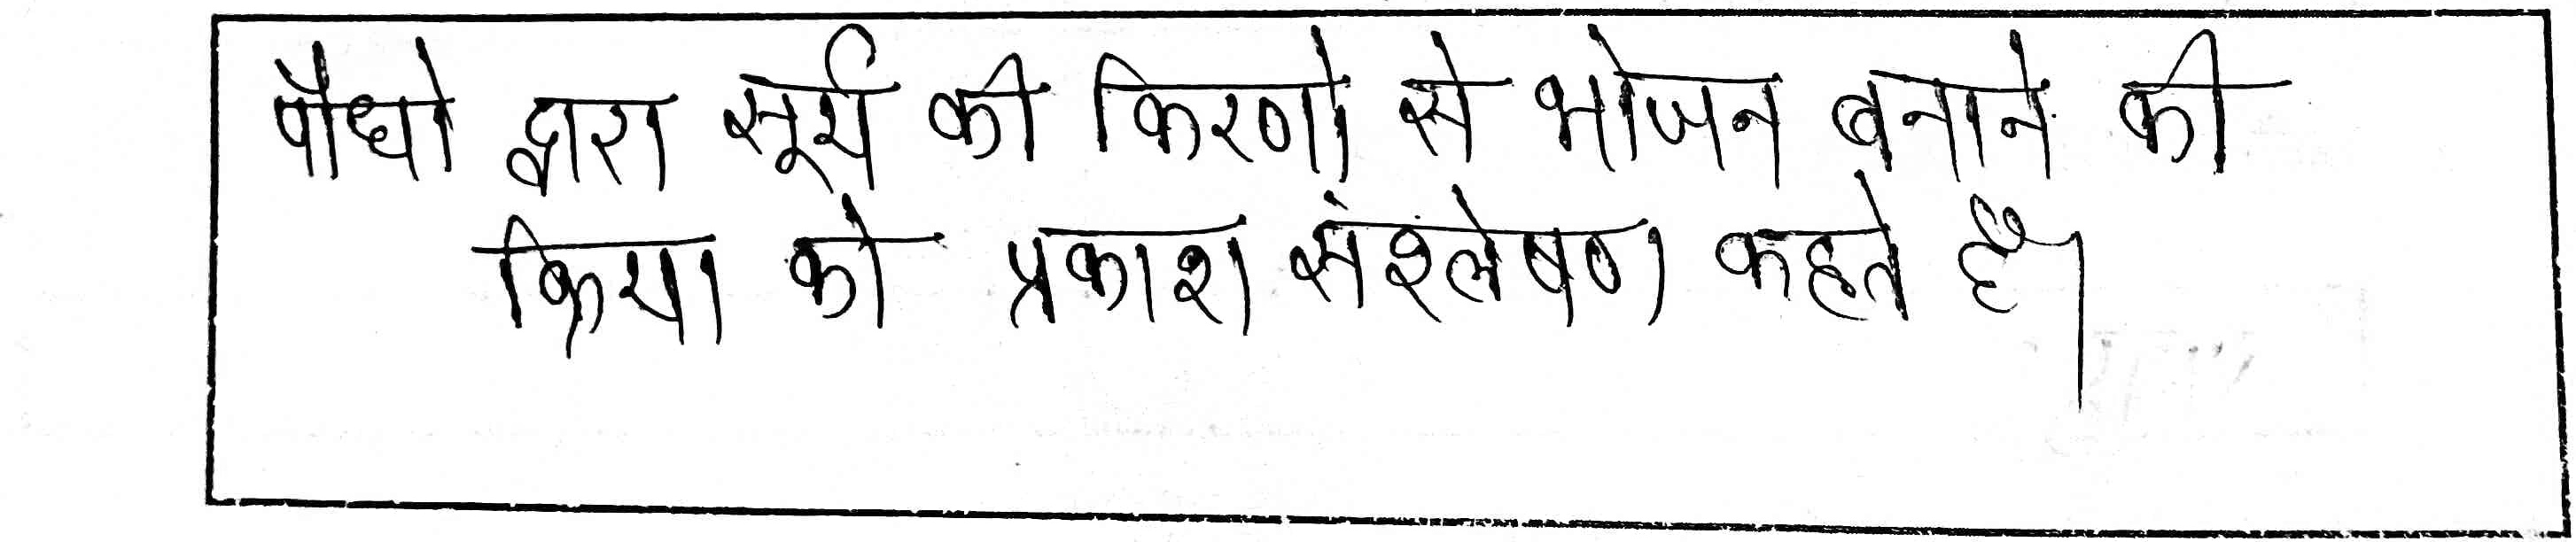 पौधो द्वारा सूर्य की किरणो से भोजन बनाने की
क्रिया को प्रकाश संश्लेषण कहते है।